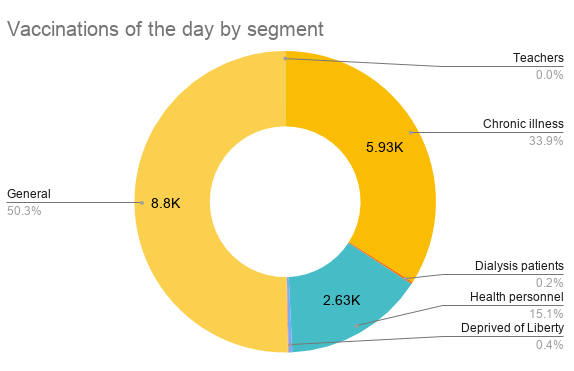 Vaccinations of the day by segment
Teachers
0.0%
Chronic illness
33.9%
5.93K
General
50.3%
8.8K
Dialysis patients
0.2%
Health personnel
15.1%
2.63K
Deprived of Liberty
0.4%